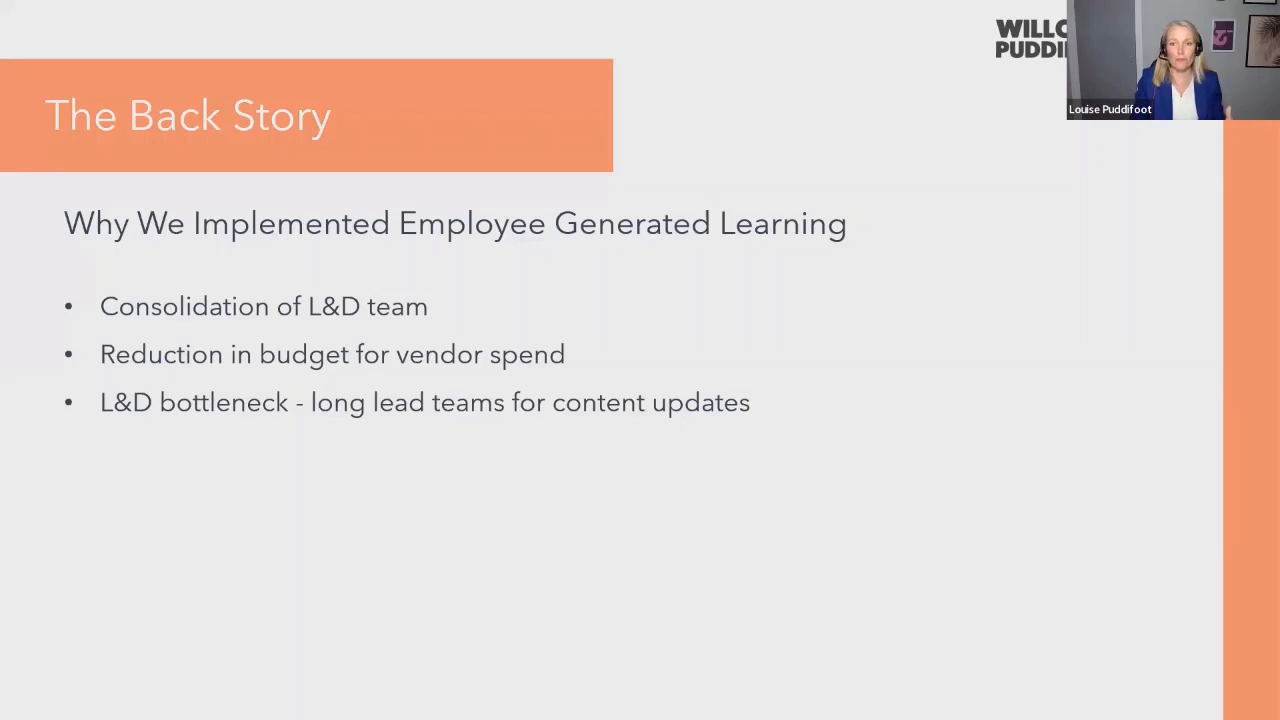 The Back Story
Why We Implemented Employee Generated Learning
• Consolidation of L&D team
• Reduction in budget for vendor spend
• L&D bottleneck - long lead teams for content updates
Louise Puddifoot